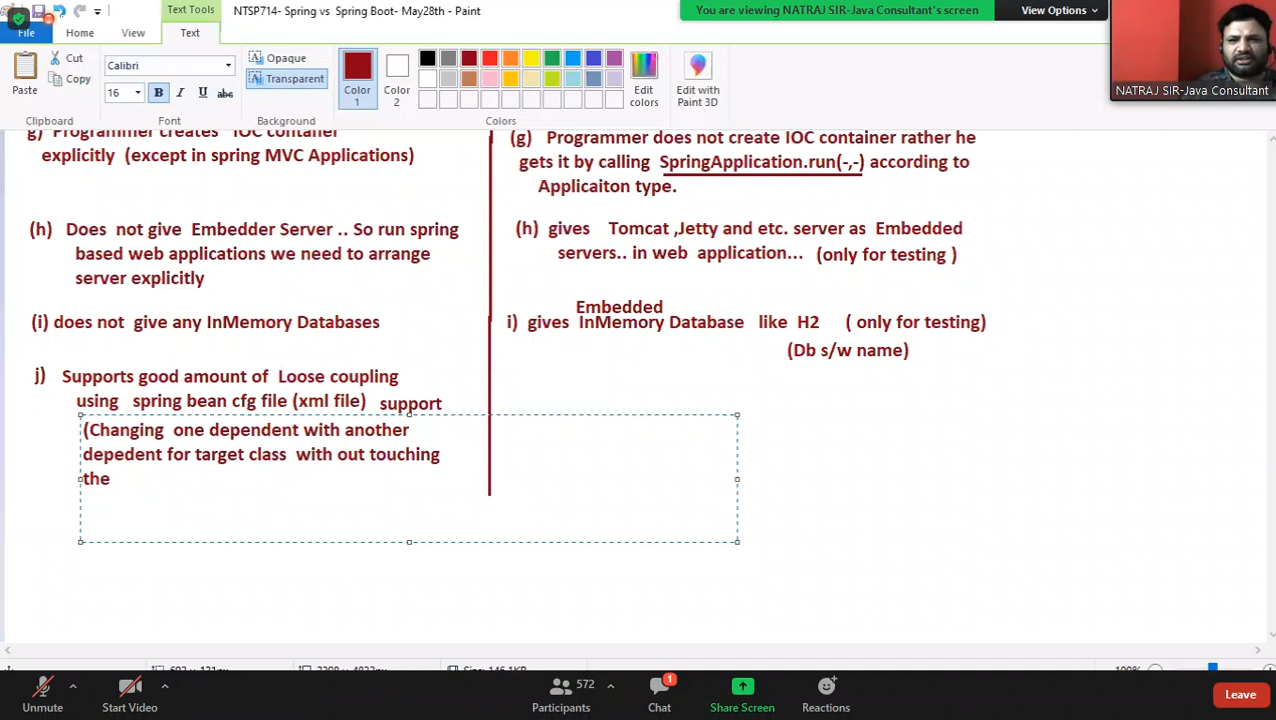 Text Tools
NTSP714- Spring vs Spring Boot- May28th - Paint
You are viewing NATRAJ SIR-Java Consultant's screen
View Options
File
Home
View
Text
Paste
Cut
Copy
Calibri
16
B
I
U
abc
Opaque
Transparent
Color
1
Color
2
Edit
colors
Edit with
Paint 3D
NATRAJ SIR-Java Consultant
Clipboard
Font
Background
Colors
g) Programmer creates IOC contaner
explicitly (except in spring MVC Applications)
(g) Programmer does not create IOC container rather he
gets it by calling SpringApplication.run(-,-) according to
Applicaiton type.
(h) Does not give Embedder Server .. So run spring
based web applications we need to arrange
server explicitly
(h) gives Tomcat ,Jetty and etc. server as Embedded
servers.. in web application... (only for testing )
(i) does not give any InMemory Databases
Embedded
i) gives InMemory Database like H2 ( only for testing)
(Db s/w name)
j) Supports good amount of Loose coupling
using spring bean cfg file (xml file) support
(Changing one dependent with another
depedent for target class with out touching
the
Size: 146.1KB
100%
Unmute
Start Video
572
Participants
1
Chat
Share Screen
Reactions
Leave